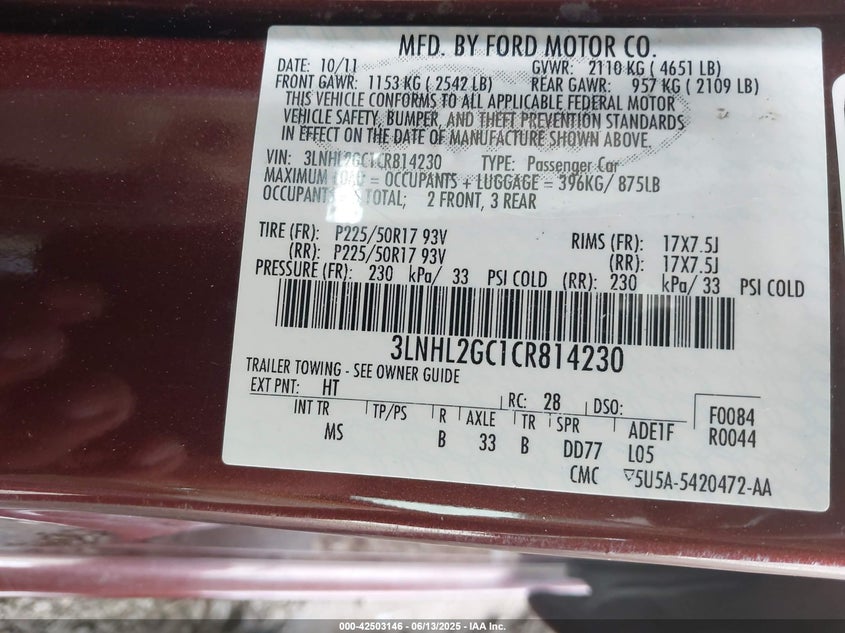 MFD. BY FORD MOTOR CO.
DATE: 10/11 GVWR: 2110 KG ( 4651 LB)
FRONT GAWR: 1153 KG ( 2542 LB) REAR GAWR: 957 KG ( 2109 LB)
THIS VEHICLE CONFORMS TO ALL APPLICABLE FEDERAL MOTOR
VEHICLE SAFETY, BUMPER, AND THEFT PREVENTION STANDARDS
IN EFFECT ON THE DATE OF MANUFACTURE SHOWN ABOVE.
VIN: 3LNHL2GC1CR814230 TYPE: Passenger Car
MAXIMUM LOAD = OCCUPANTS + LUGGAGE = 396KG/ 875LB
OCCUPANTS: TOTAL; 2 FRONT, 3 REAR
TIRE (FR): P225/50R17 93V RIMS (FR): 17X7.5J
(RR): P225/50R17 93V (RR): 17X7.5J
PRESSURE (FR): 230 kPa/ 33 PSI COLD (RR): 230 kPa/ 33 PSI COLD
3LNHL2GC1CR814230
TRAILER TOWING - SEE OWNER GUIDE
EXT PNT: HT RC: 28 DSO: F0084
INT TR TP/PS R AXLE TR SPR ADE1F R0044
MS B 33 B DD77 L05
CMC ▽5U5A-5420472-AA
000-42503146 - 06/13/2025 - IAA Inc.